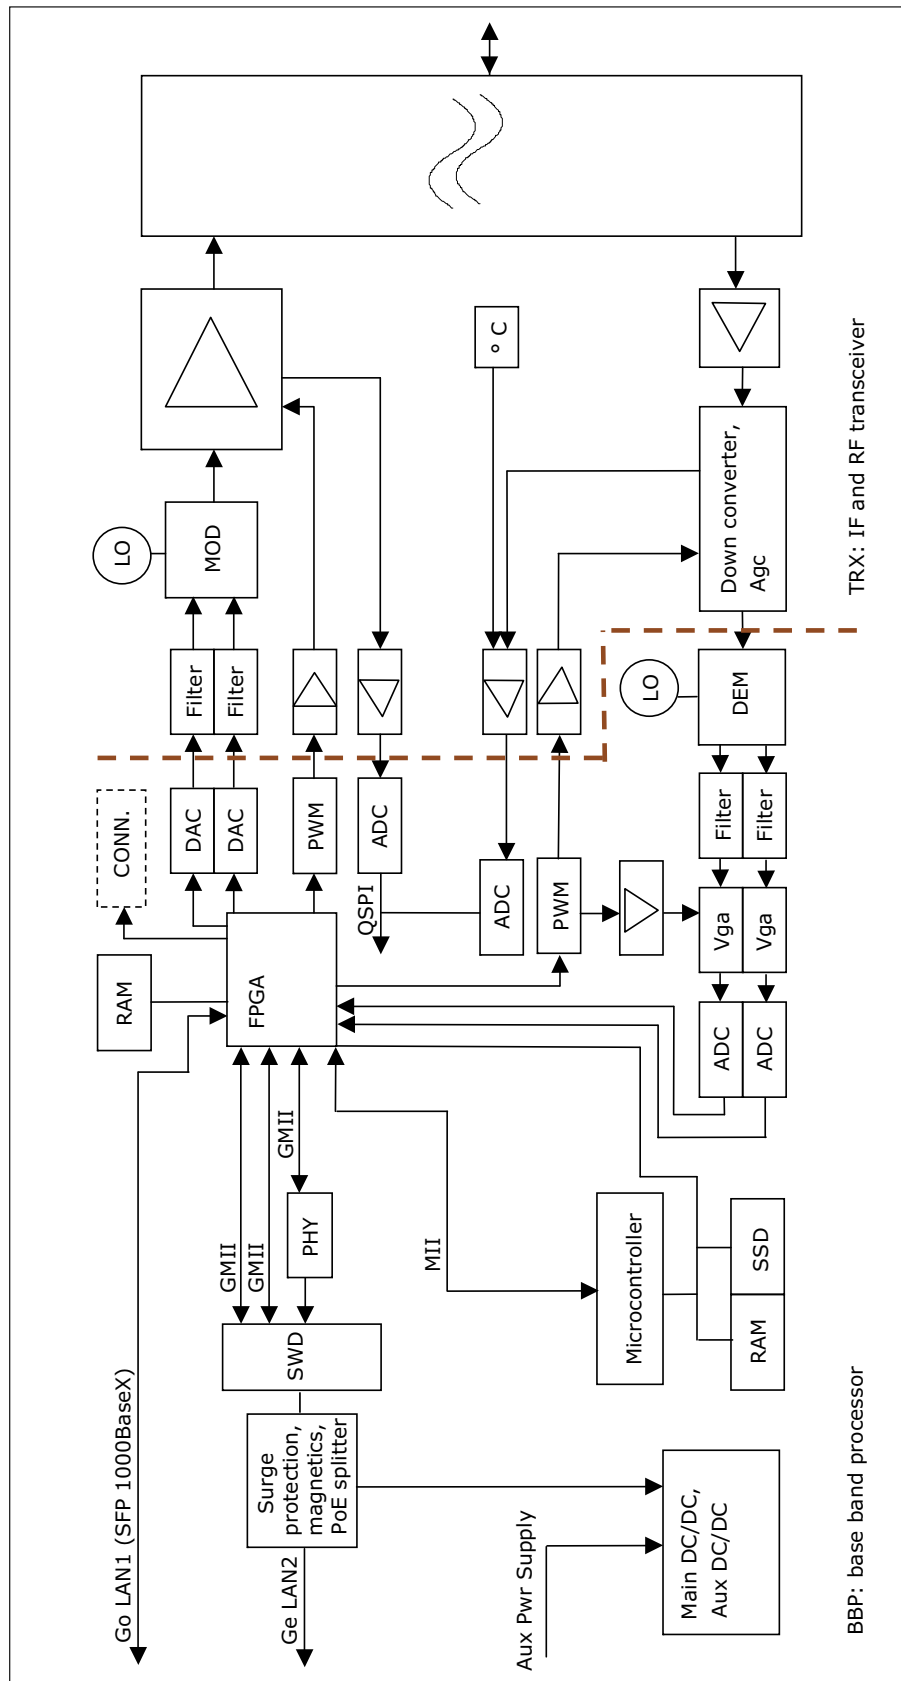 Go LAN1 (SFP 1000BaseX)
Ge LAN2
Aux Pwr Supply
Surge
protection,
magnetics,
PoE splitter
Main DC/DC,
Aux DC/DC
SWD
GMII
GMII
GMII
PHY
MII
Microcontroller
RAM
SSD
RAM
FPGA
CONN.
DAC
DAC
PWM
ADC
QSPI
ADC
PWM
ADC
ADC
Vga
Vga
Filter
Filter
DEM
LO
Filter
Filter
MOD
LO
° C
Down converter,
Agc
BBP: base band processor
TRX: IF and RF transceiver